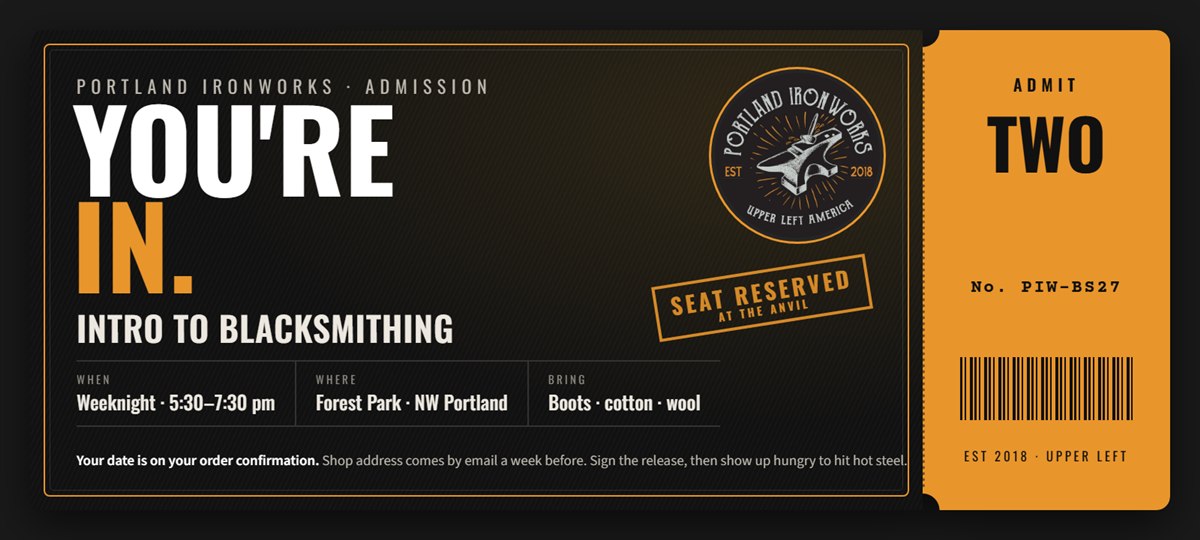 PORTLAND IRONWORKS · ADMISSION
YOU'RE
IN.
INTRO TO BLACKSMITHING
WHEN
Weeknight · 5:30–7:30 pm
WHERE
Forest Park · NW Portland
BRING
Boots · cotton · wool
Your date is on your order confirmation. Shop address comes by email a week before. Sign the release, then show up hungry to hit hot steel.
PORTLAND IRONWORKS
EST 2018
UPPER LEFT AMERICA
SEAT RESERVED
AT THE ANVIL
ADMIT
TWO
No. PIW-BS27
EST 2018 · UPPER LEFT